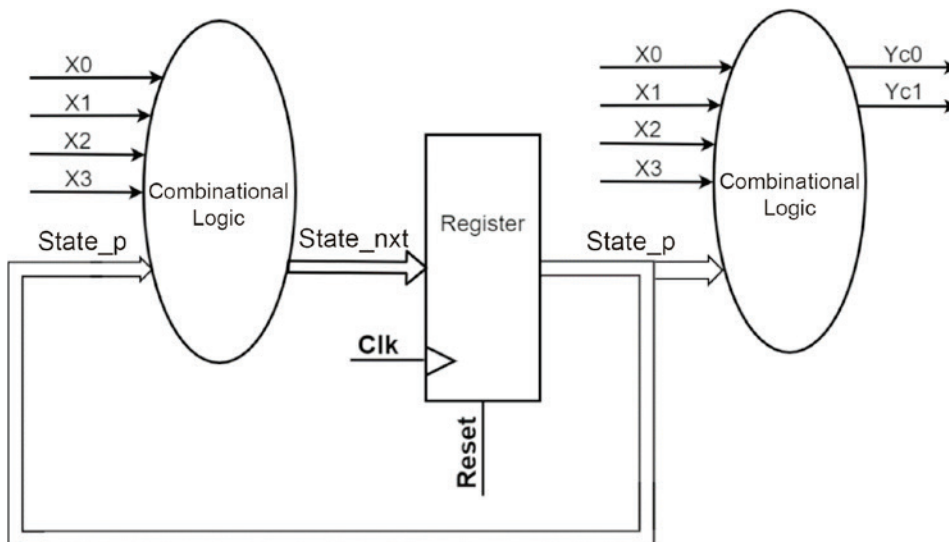 X0
X1
X2
X3
Combinational
Logic
State_p
State_nxt
Register
Clk
Reset
State_p
X0
X1
X2
X3
Combinational
Logic
Yc0
Yc1